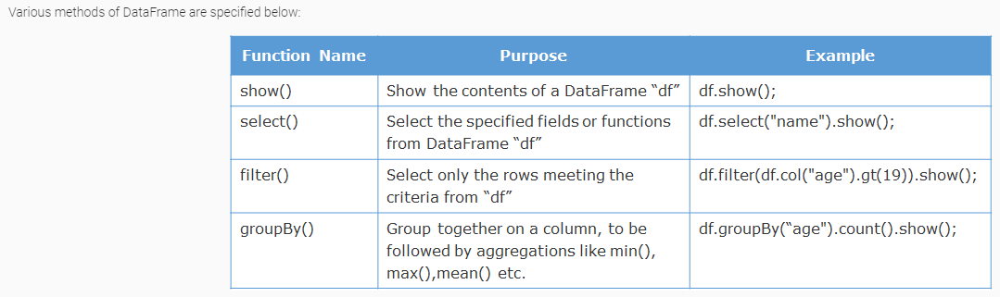 Various methods of DataFrame are specified below:
Function Name Purpose Example
show() Show the contents of a DataFrame “df” df.show();
select() Select the specified fields or functions df.select("name").show();
from DataFrame “df”
filter() Select only the rows meeting the df.filter(df.col("age").gt(19)).show();
criteria from “df”
groupBy() Group together on a column, to be df.groupBy(“age").count().show();
followed by aggregations like min(),
max(),mean() etc.